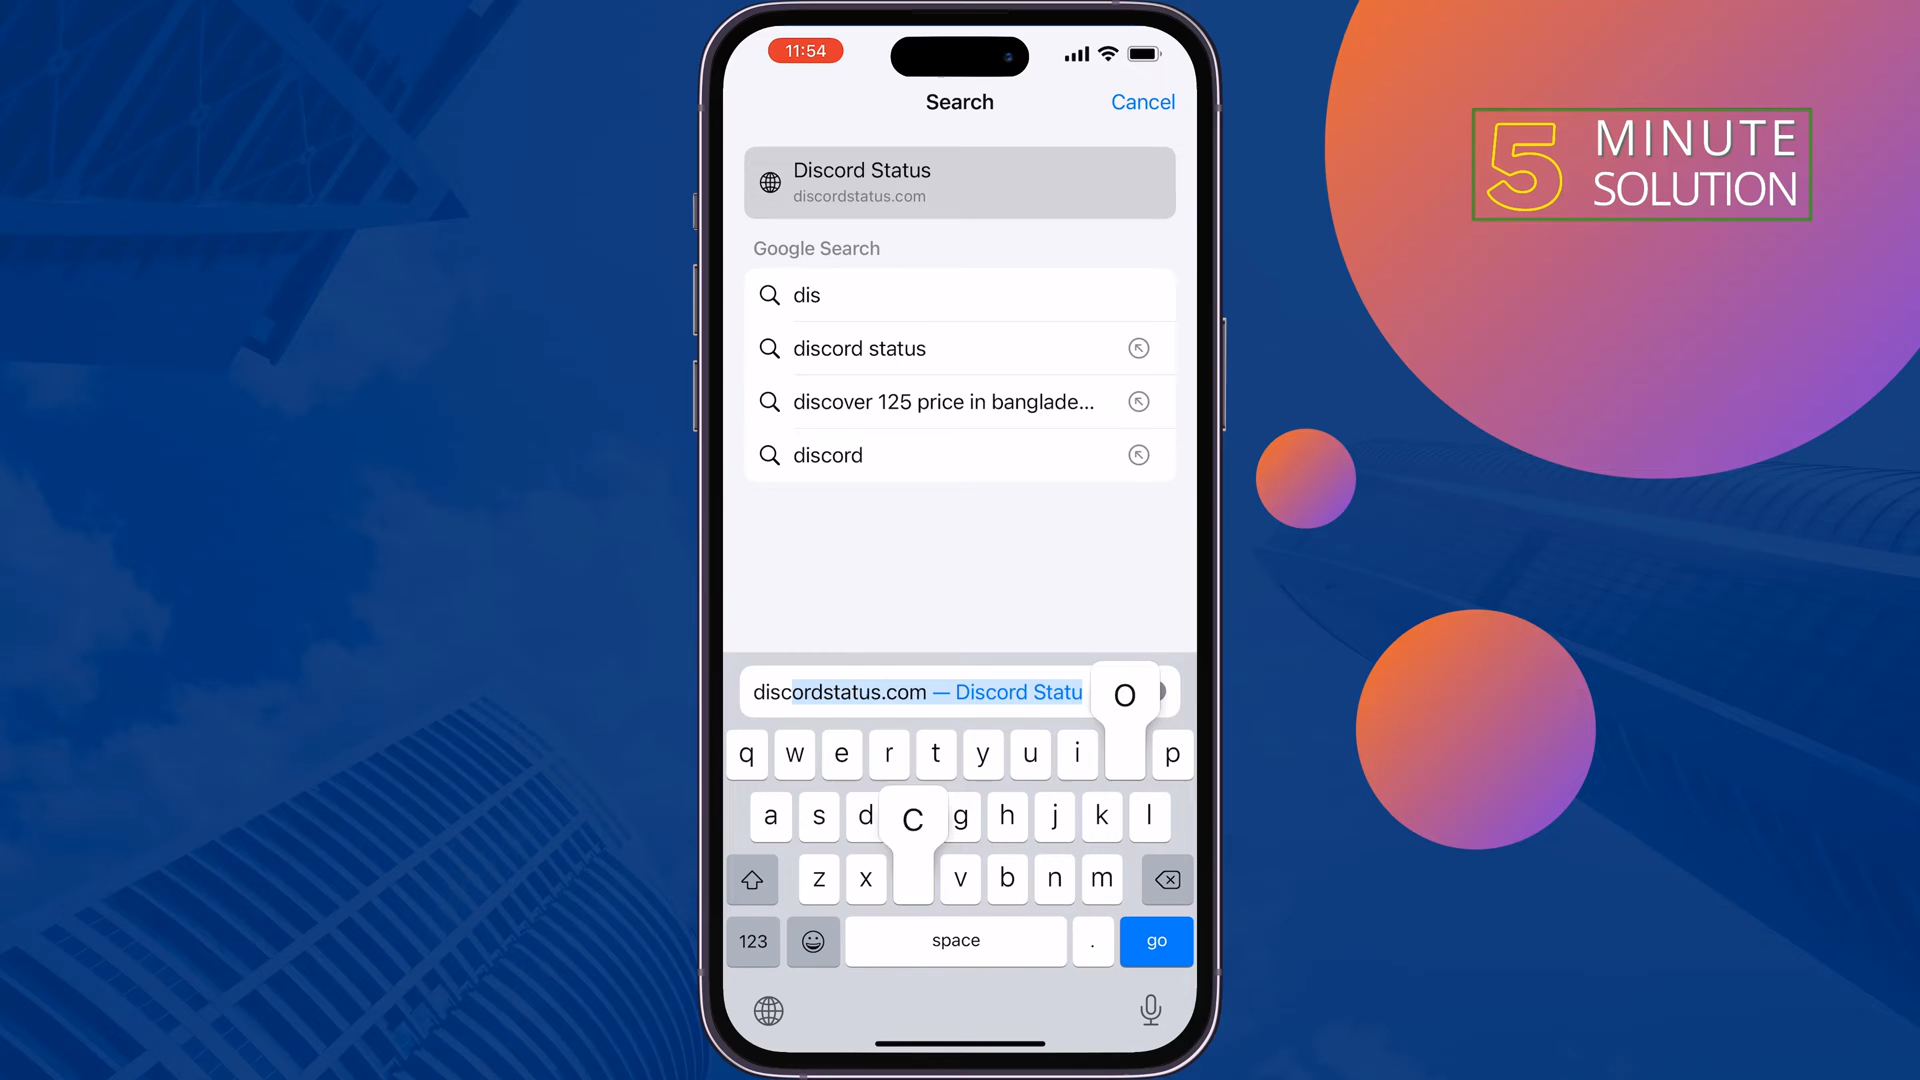 11:54
Search
Cancel
Discord Status
discordstatus.com
Google Search
dis
discord status
discover 125 price in banglade...
discord
discordstatus.com — Discord Statu
O
q w e r t y u i p
a s d g h j k l
C
z x v b n m
123
space
.
go
5 MINUTE
SOLUTION